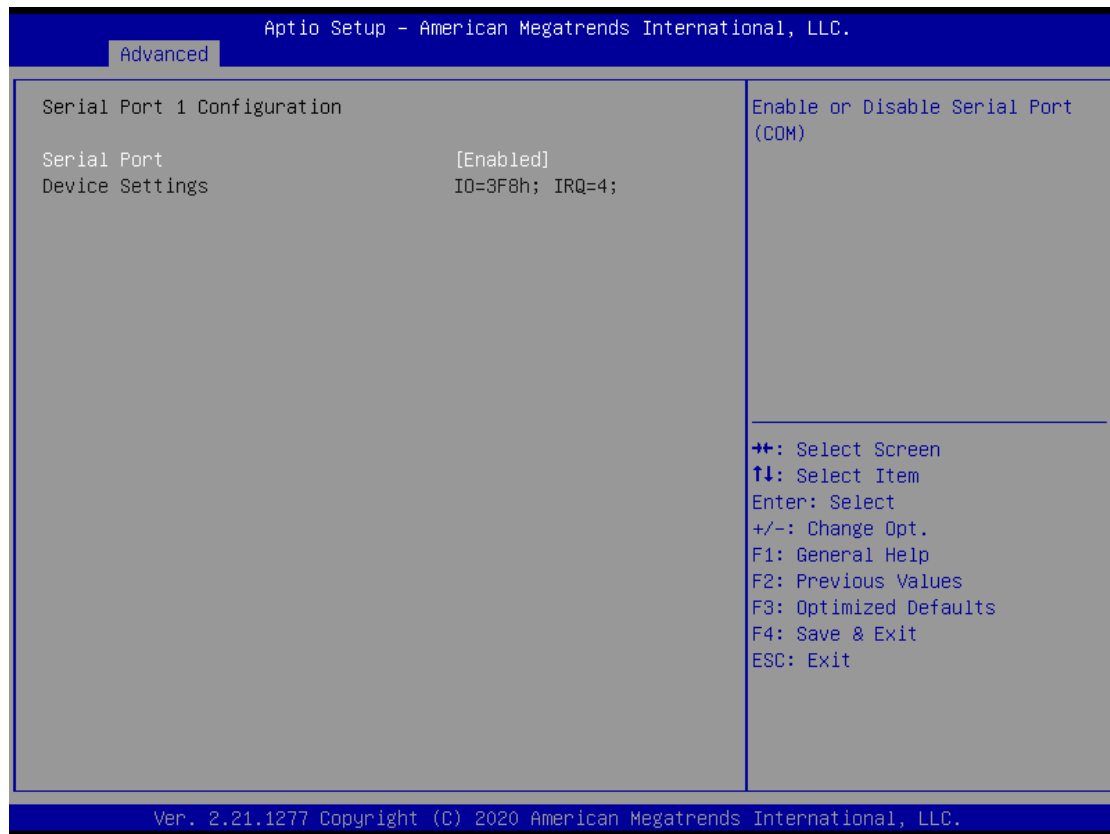 Aptio Setup – American Megatrends International, LLC.
Advanced
Serial Port 1 Configuration
Serial Port [Enabled]
Device Settings IO=3F8h; IRQ=4;
Enable or Disable Serial Port
(COM)
→←: Select Screen
↑↓: Select Item
Enter: Select
+/-: Change Opt.
F1: General Help
F2: Previous Values
F3: Optimized Defaults
F4: Save & Exit
ESC: Exit
Ver. 2.21.1277 Copyright (C) 2020 American Megatrends International, LLC.